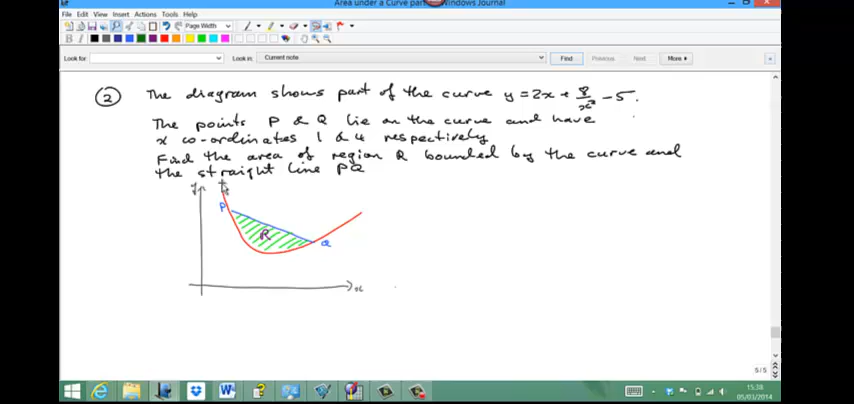 Area under a Curve part - Windows Journal
File Edit View Insert Actions Tools Help
Page Width
B I
Look for: Look in: Current note Find Previous Next More
② The diagram shows part of the curve y = 2x + 8/x² - 5.
The points P & Q lie on the curve and have
x co-ordinates 1 & 4 respectively
Find the area of region R bounded by the curve and
the straight line PQ
y
P
R
Q
x
5/5
15:38
05/03/2014